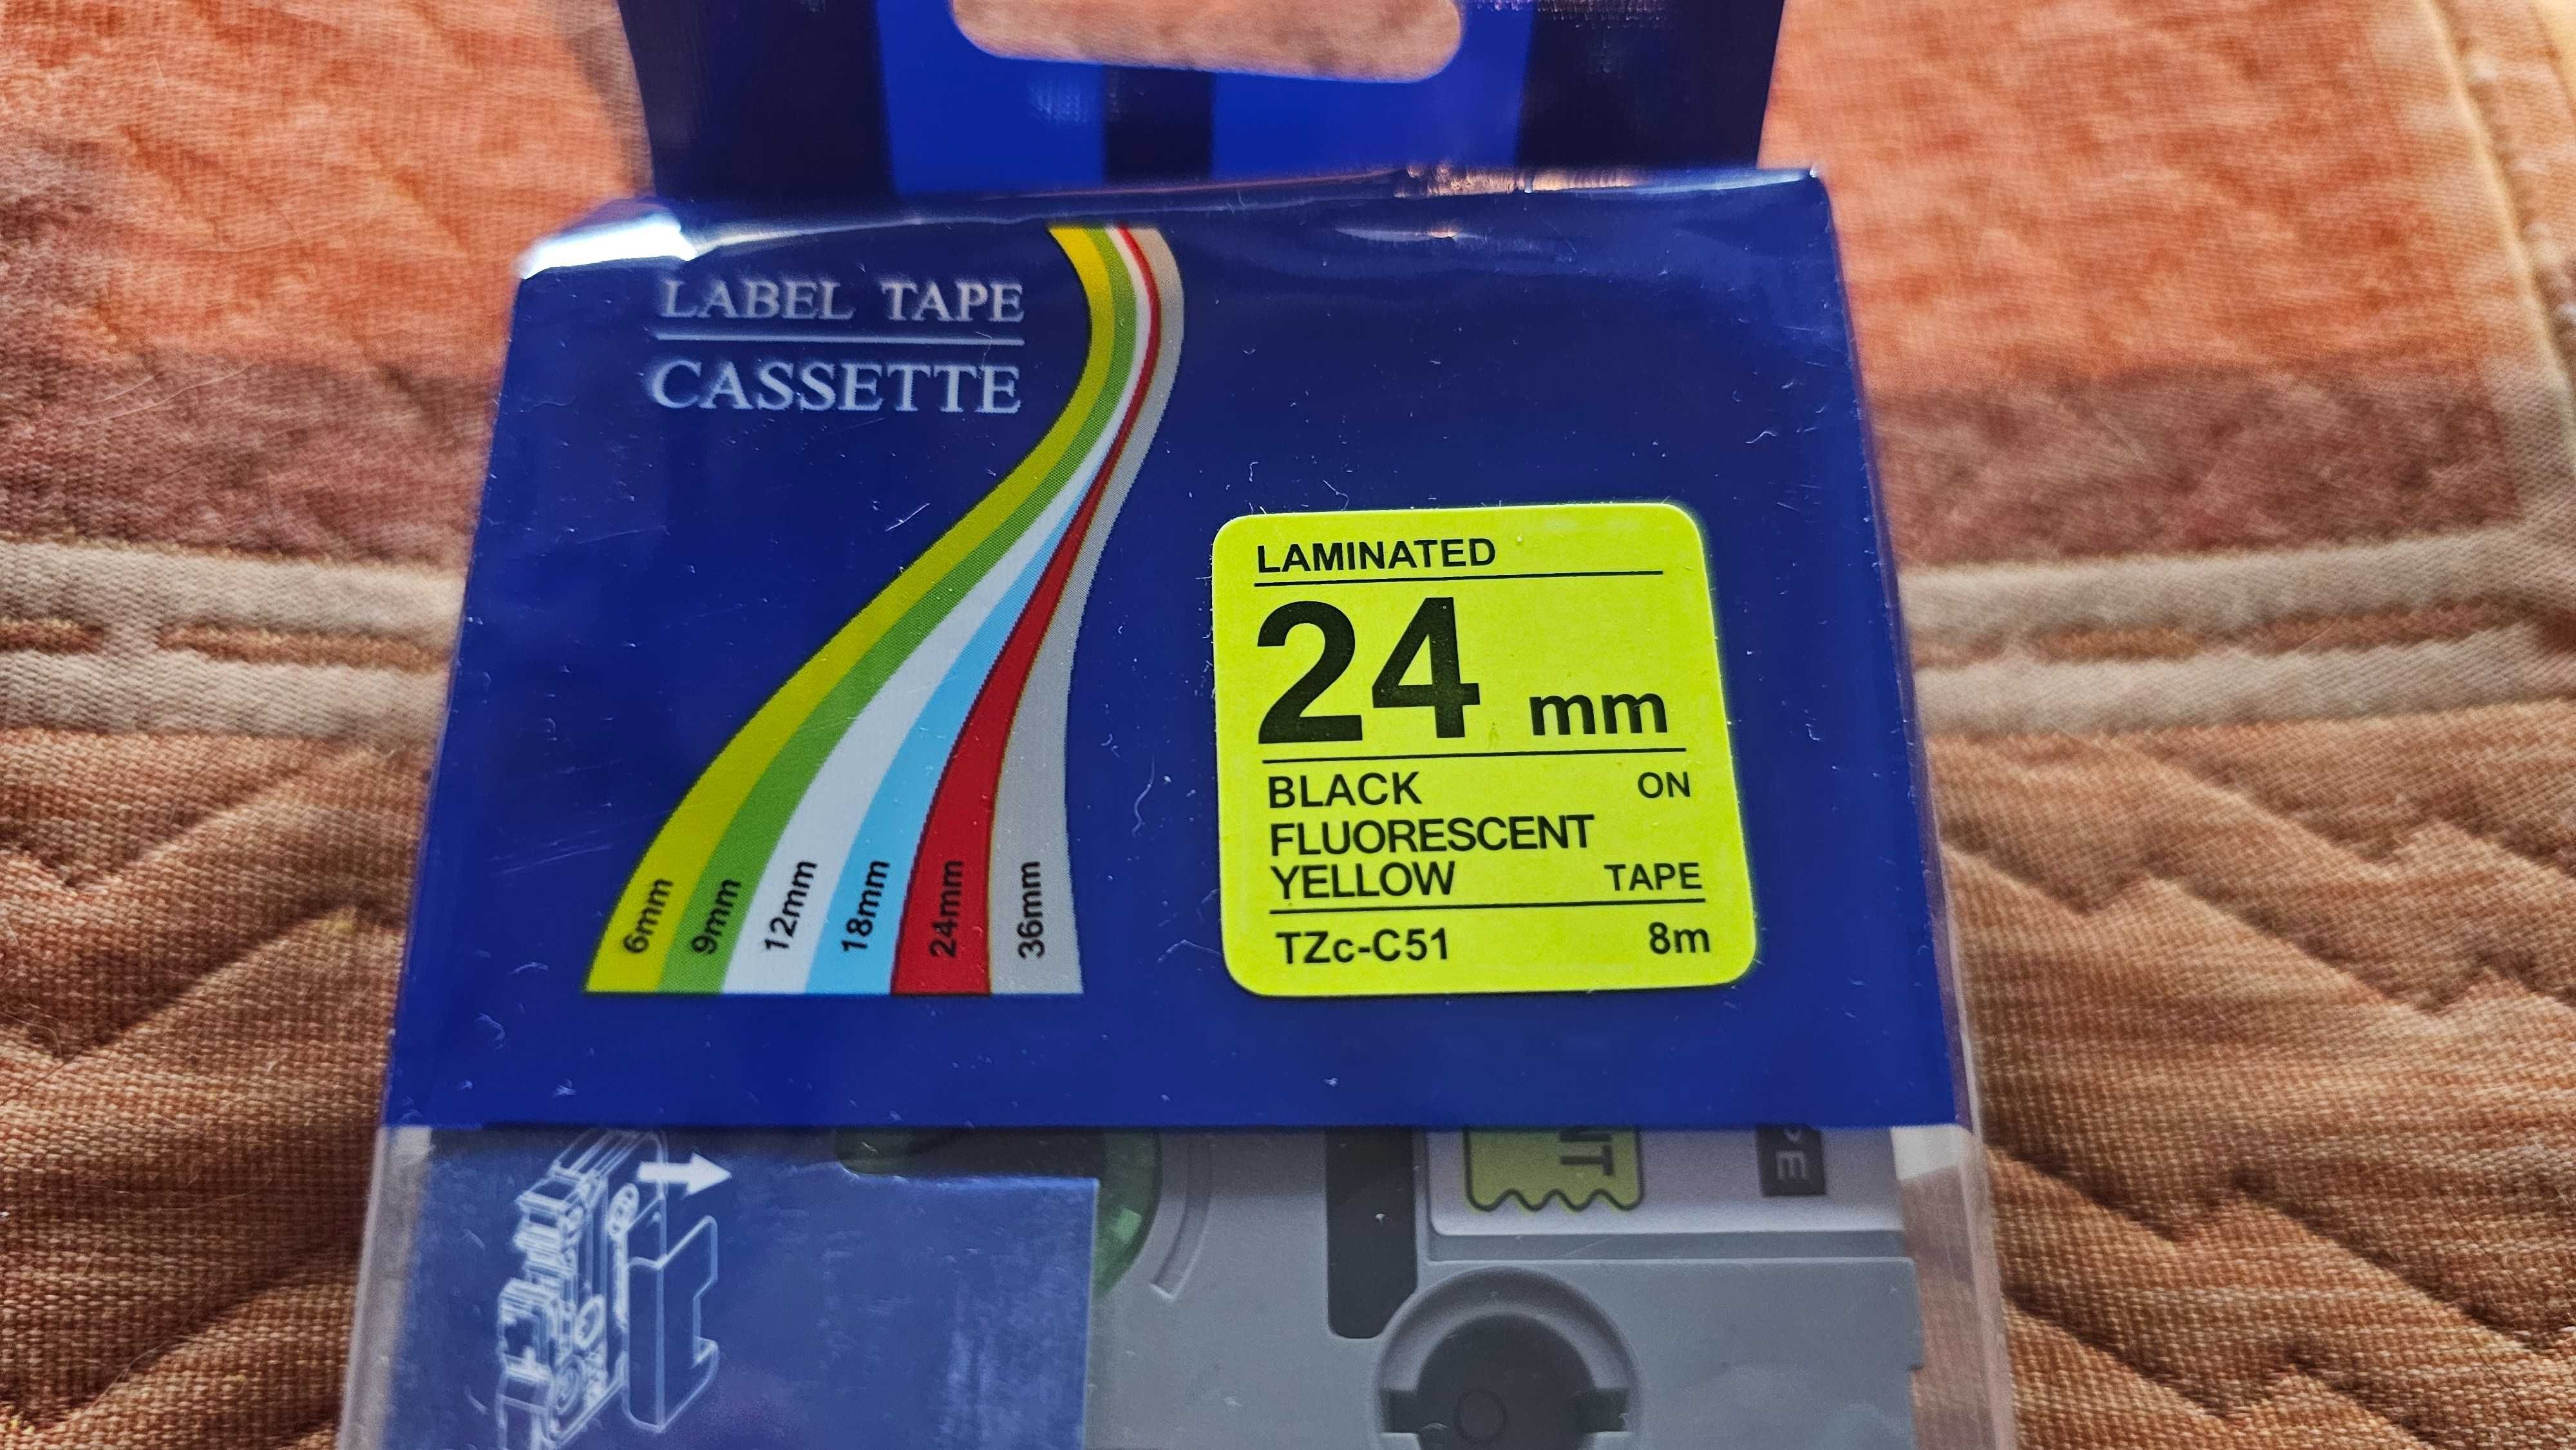 LABEL TAPE
CASSETTE
6mm
9mm
12mm
18mm
24mm
36mm
LAMINATED
24 mm
BLACK ON
FLUORESCENT
YELLOW TAPE
TZc-C51 8m